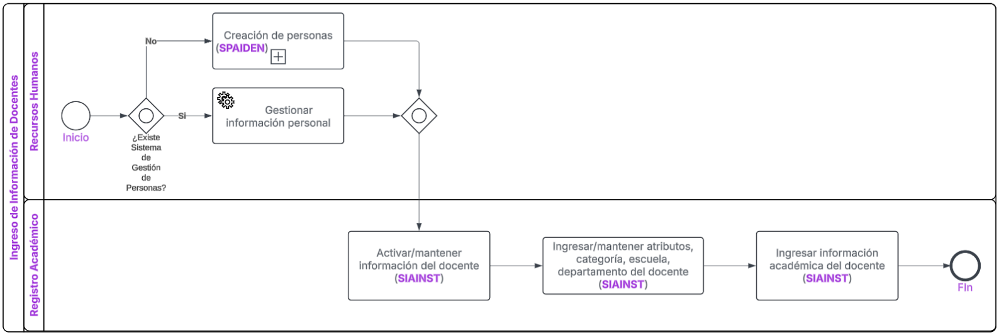 Ingreso de Información de Docentes
Recursos Humanos
Inicio
No
Si
¿Existe
Sistema
de
Gestión
de
Personas?
Creación de personas
(SPAIDEN)
Gestionar
información personal
Registro Académico
Activar/mantener
información del docente
(SIAINST)
Ingresar/mantener atributos,
categoría, escuela,
departamento del docente
(SIAINST)
Ingresar información
académica del docente
(SIAINST)
FIn